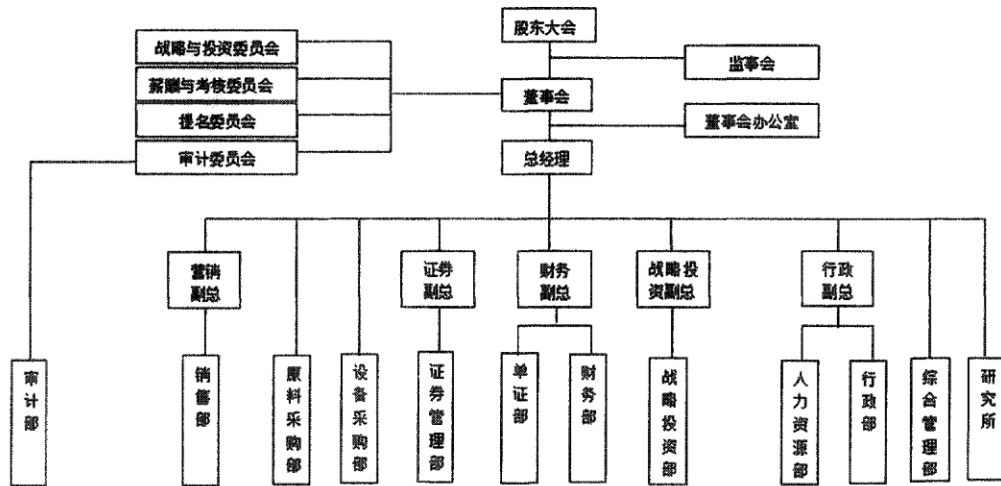 股东大会
战略与投资委员会
监事会
薪酬与考核委员会
董事会
提名委员会
董事会办公室
审计委员会
总经理
营销
副总
证券
副总
财务
副总
战略投
资副总
行政
副总
审计部
销售部
原料采购部
设备采购部
证券管理部
单证部
财务部
战略投资部
人力资源部
行政部
综合管理部
研究所